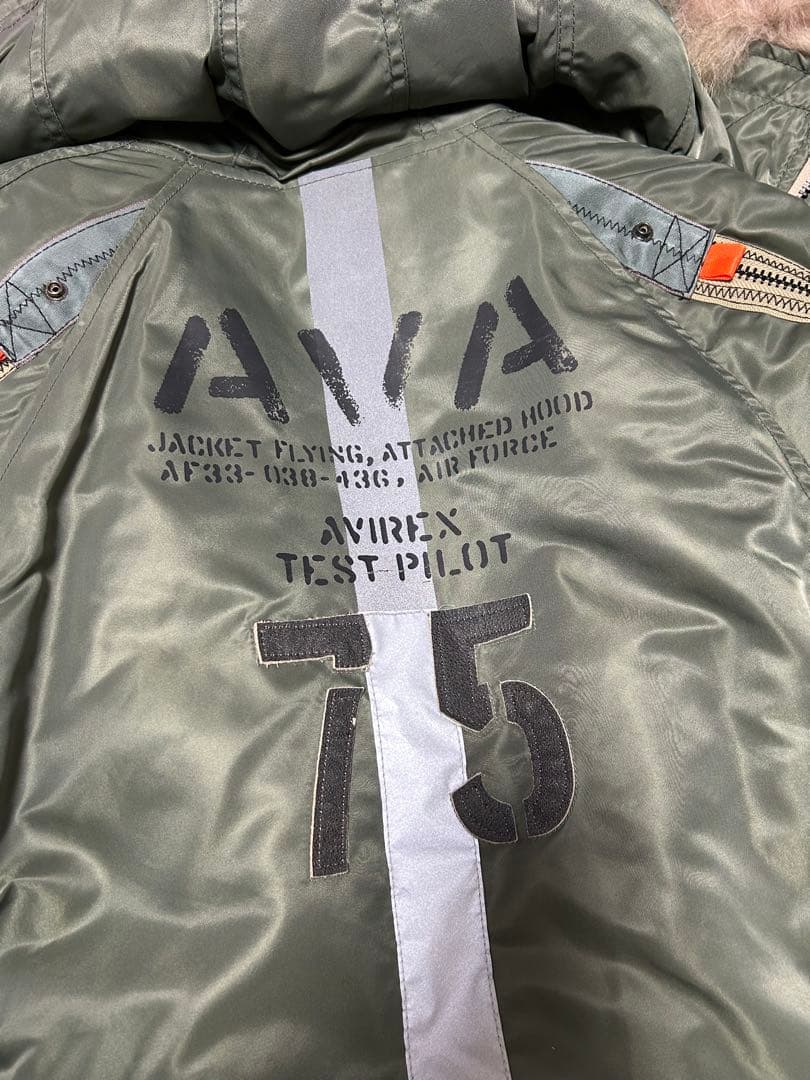 AVA
JACKET FLYING, ATTACHED HOOD
AF33-038-436, AIR FORCE
AVIREX
TEST PILOT
75